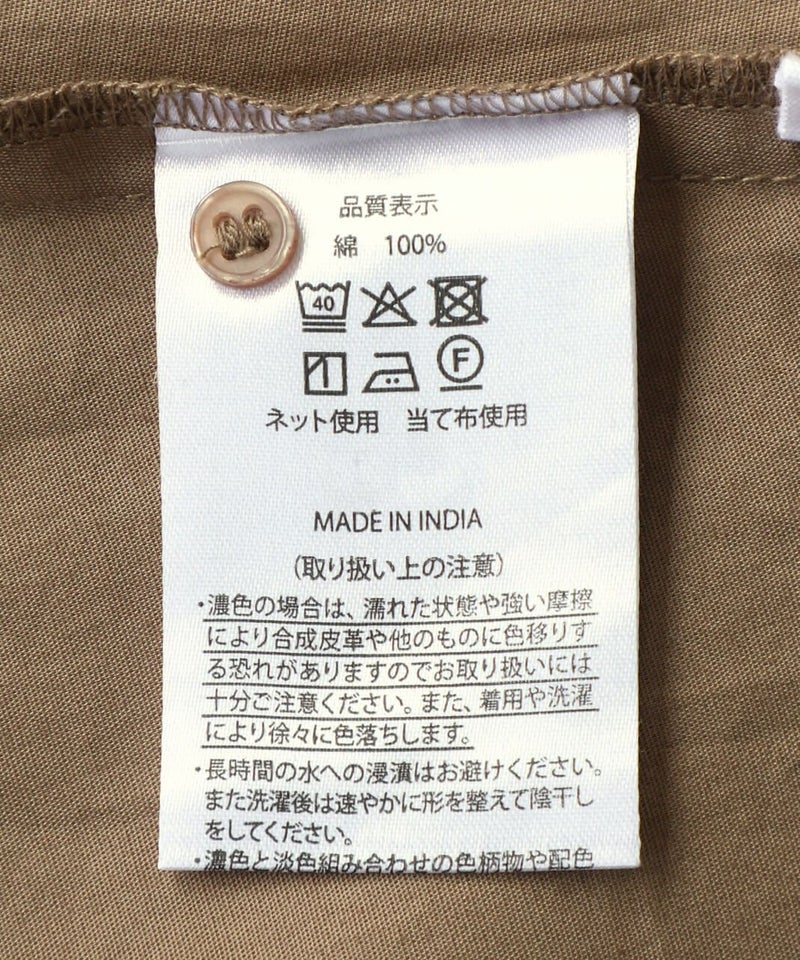 品質表示
綿 100%
40
F
ネット使用 当て布使用
MADE IN INDIA
(取り扱い上の注意)
・濃色の場合は、濡れた状態や強い摩擦
により合成皮革や他のものに色移りす
る恐れがありますのでお取り扱いには
十分ご注意ください。また、着用や洗濯
により徐々に色落ちします。
・長時間の水への浸漬はお避けください。
また洗濯後は速やかに形を整えて陰干し
をしてください。
・濃色と淡色組み合わせの色柄物や配色